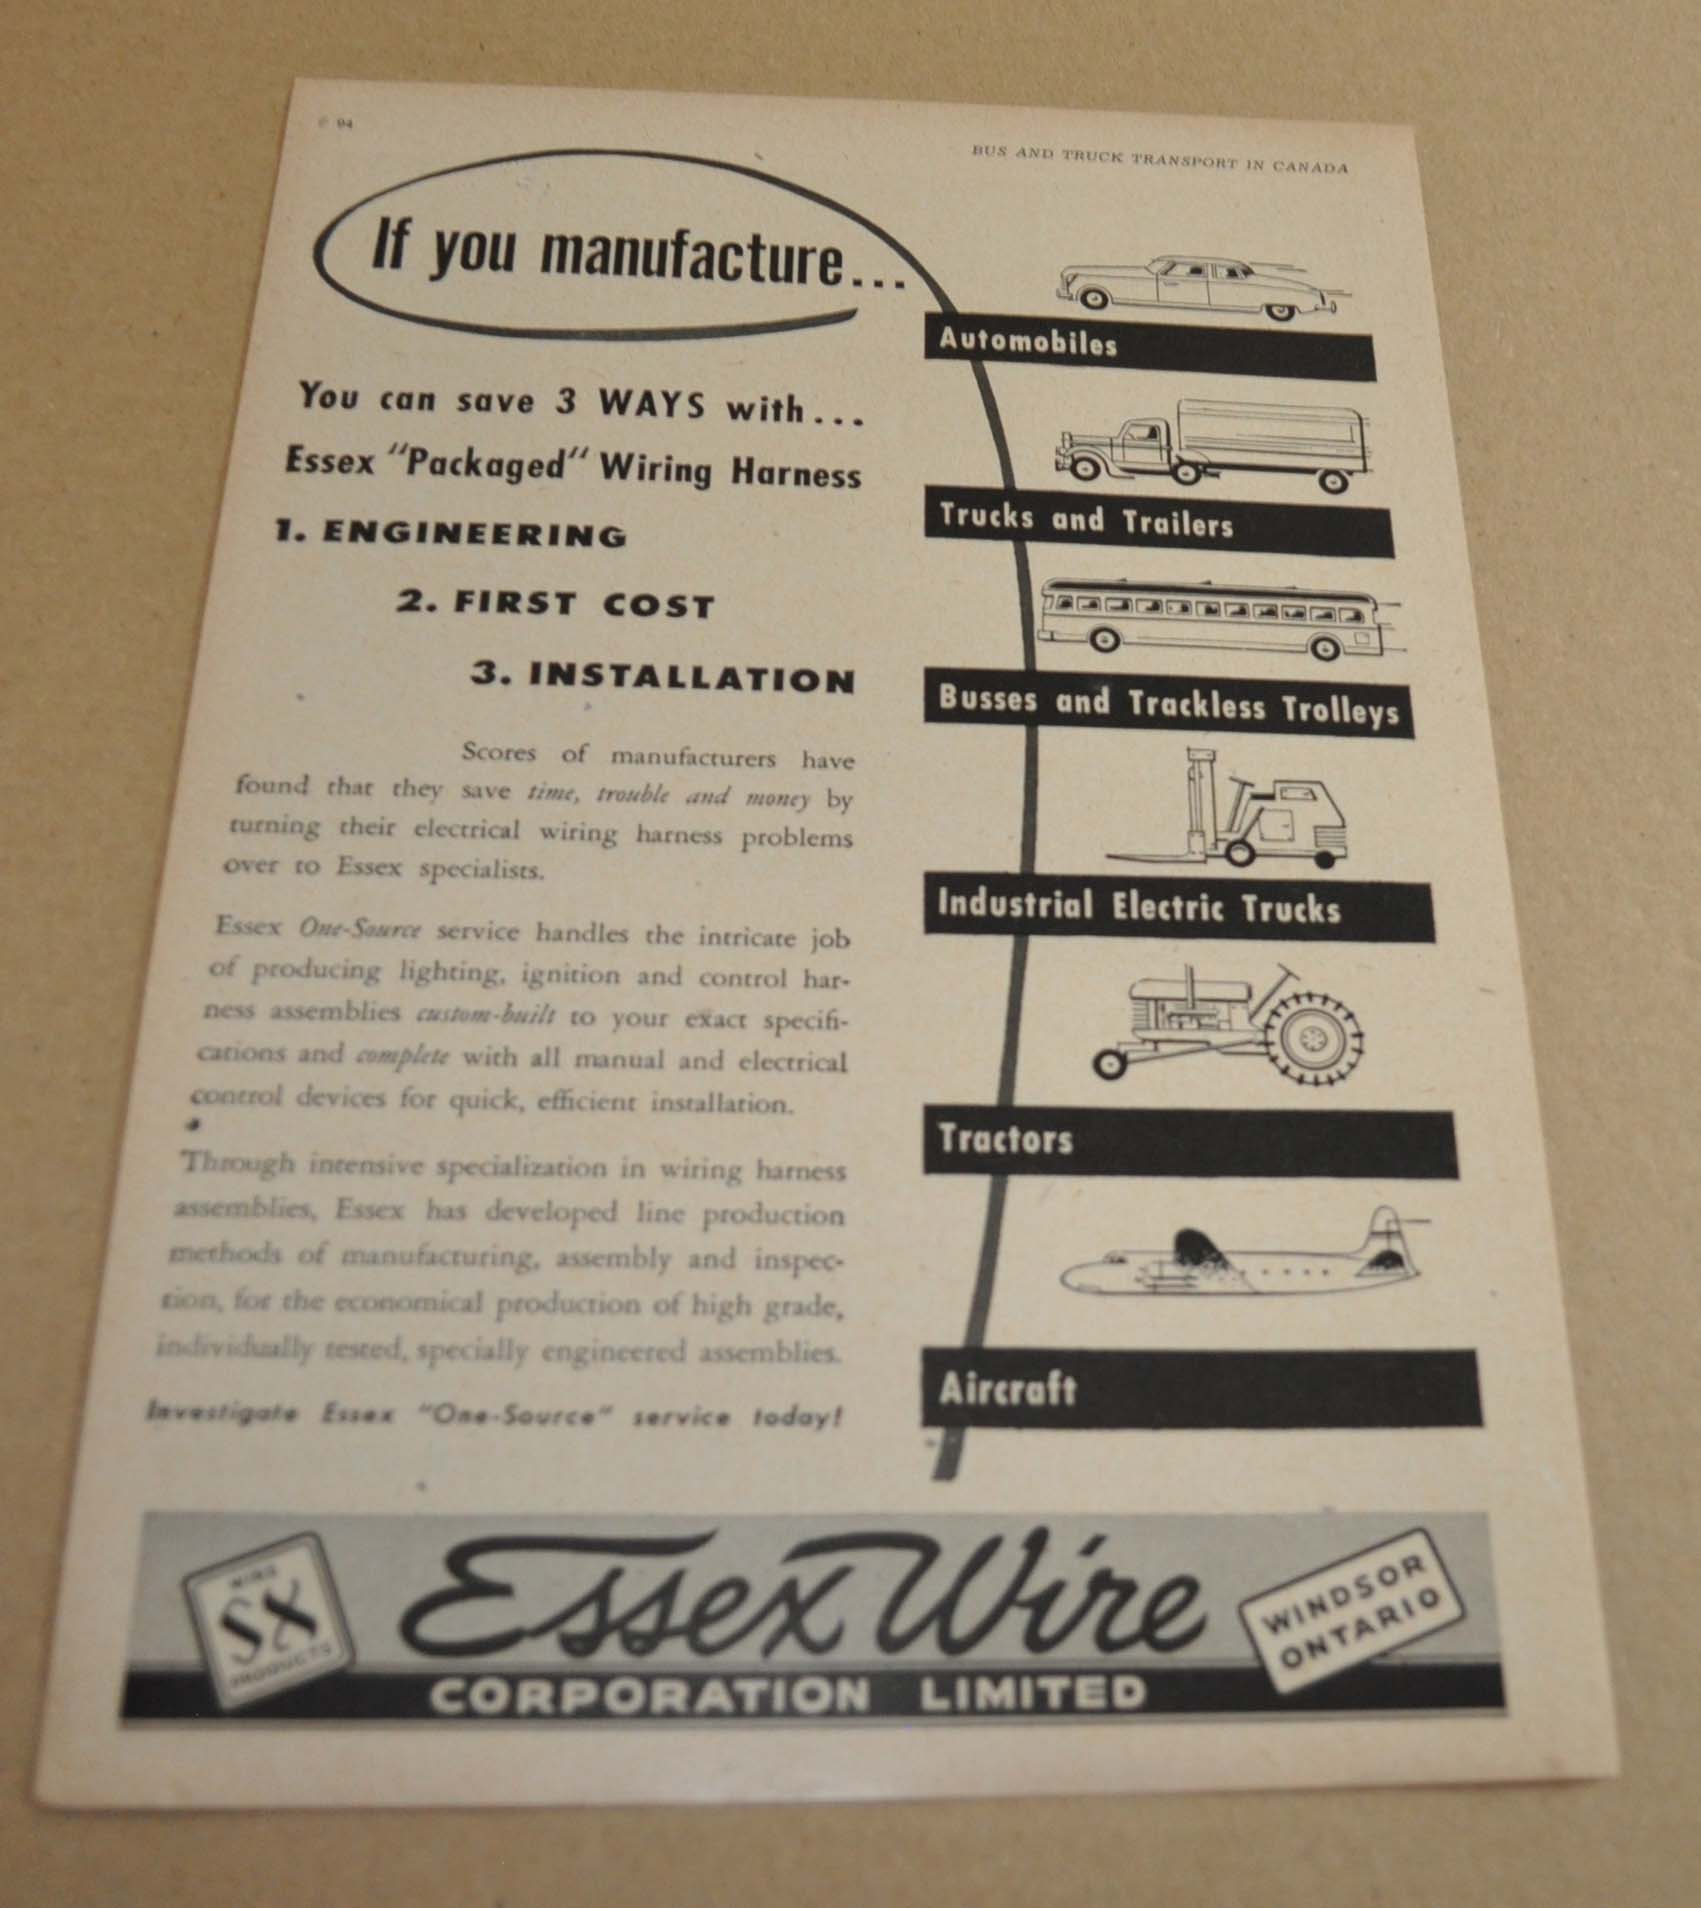 94
BUS AND TRUCK TRANSPORT IN CANADA
If you manufacture...
You can save 3 WAYS with...
Essex "Packaged" Wiring Harness
1. ENGINEERING
2. FIRST COST
3. INSTALLATION
Scores of manufacturers have
found that they save time, trouble and money by
turning their electrical wiring harness problems
over to Essex specialists.
Essex One-Source service handles the intricate job
of producing lighting, ignition and control har-
ness assemblies custom-built to your exact specifi-
cations and complete with all manual and electrical
control devices for quick, efficient installation.
Through intensive specialization in wiring harness
assemblies, Essex has developed line production
methods of manufacturing, assembly and inspec-
tion, for the economical production of high grade,
individually tested, specially engineered assemblies.
Investigate Essex "One-Source" service today!
Automobiles
Trucks and Trailers
Busses and Trackless Trolleys
Industrial Electric Trucks
Tractors
Aircraft
WIRE
SX
PRODUCTS
Essex Wire
CORPORATION LIMITED
WINDSOR
ONTARIO